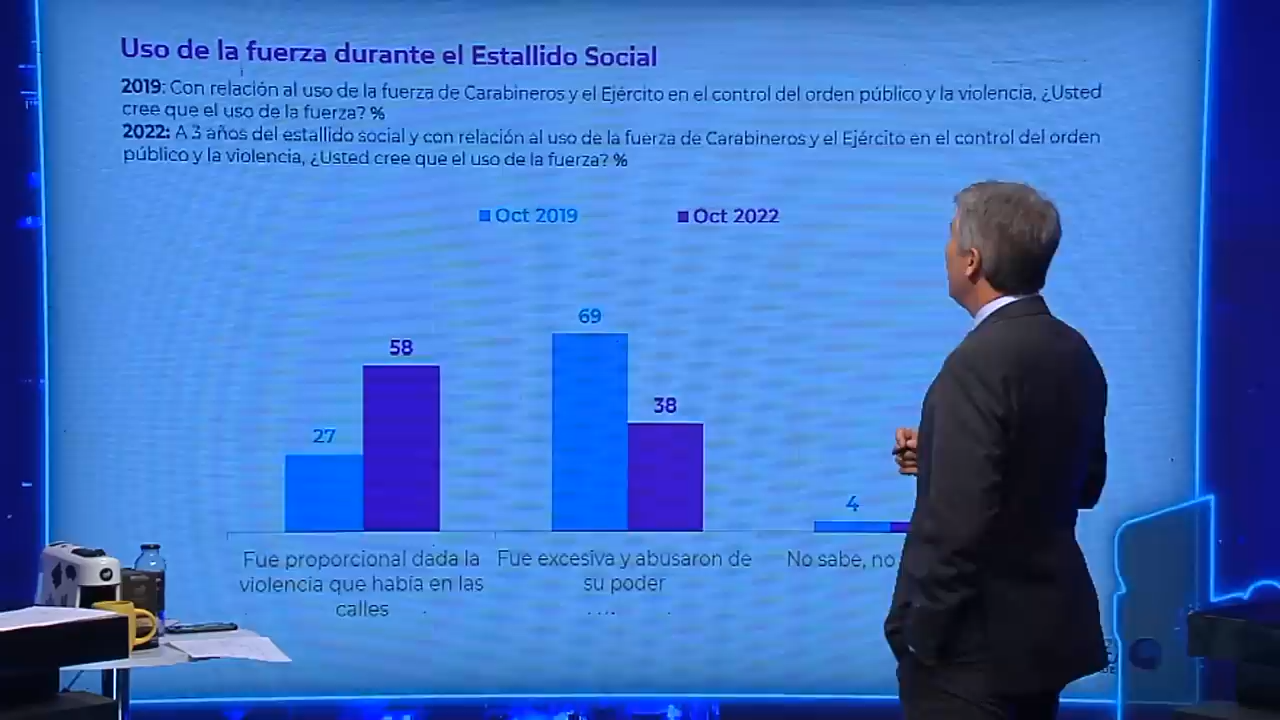 Uso de la fuerza durante el Estallido Social
2019: Con relación al uso de la fuerza de Carabineros y el Ejército en el control del orden público y la violencia, ¿Usted
cree que el uso de la fuerza? %
2022: A 3 años del estallido social y con relación al uso de la fuerza de Carabineros y el Ejército en el control del orden
público y la violencia, ¿Usted cree que el uso de la fuerza? %
Oct 2019 Oct 2022
69
58
38
27
4
Fue proporcional dada la
violencia que había en las
calles
Fue excesiva y abusaron de
su poder
No sabe, no